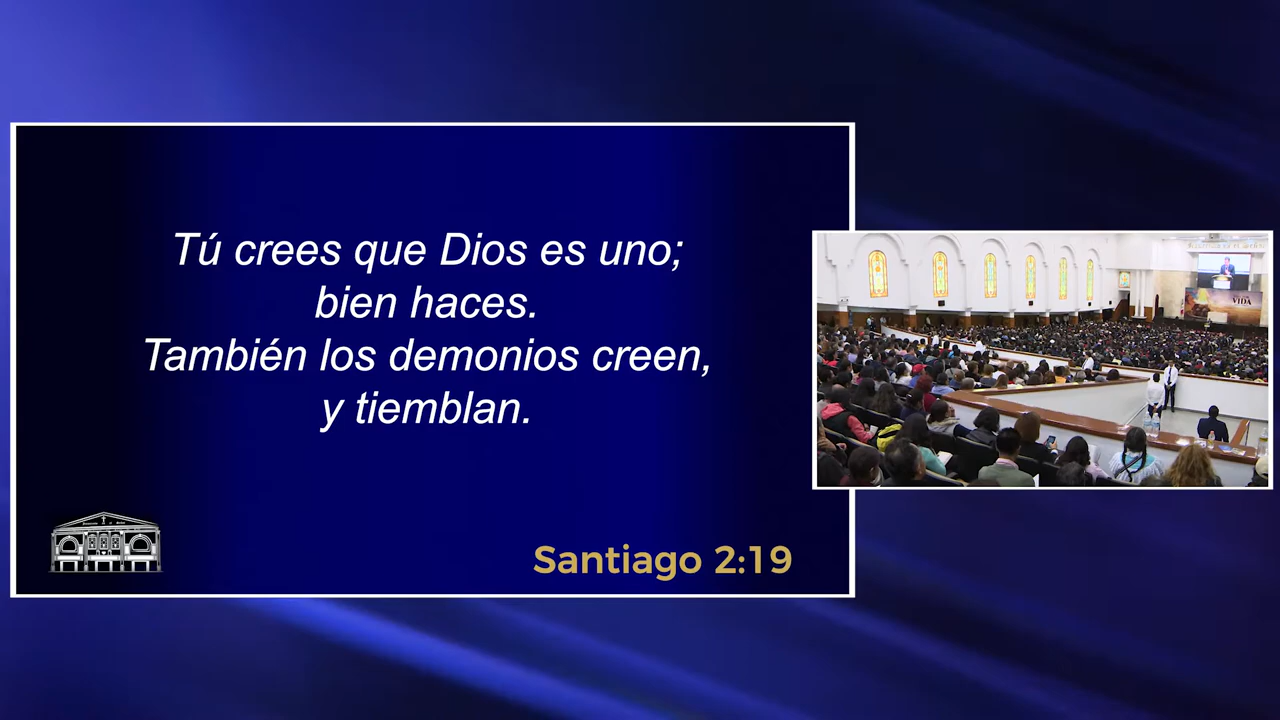 Tú crees que Dios es uno;
bien haces.
También los demonios creen,
y tiemblan.
Santiago 2:19
VIDA